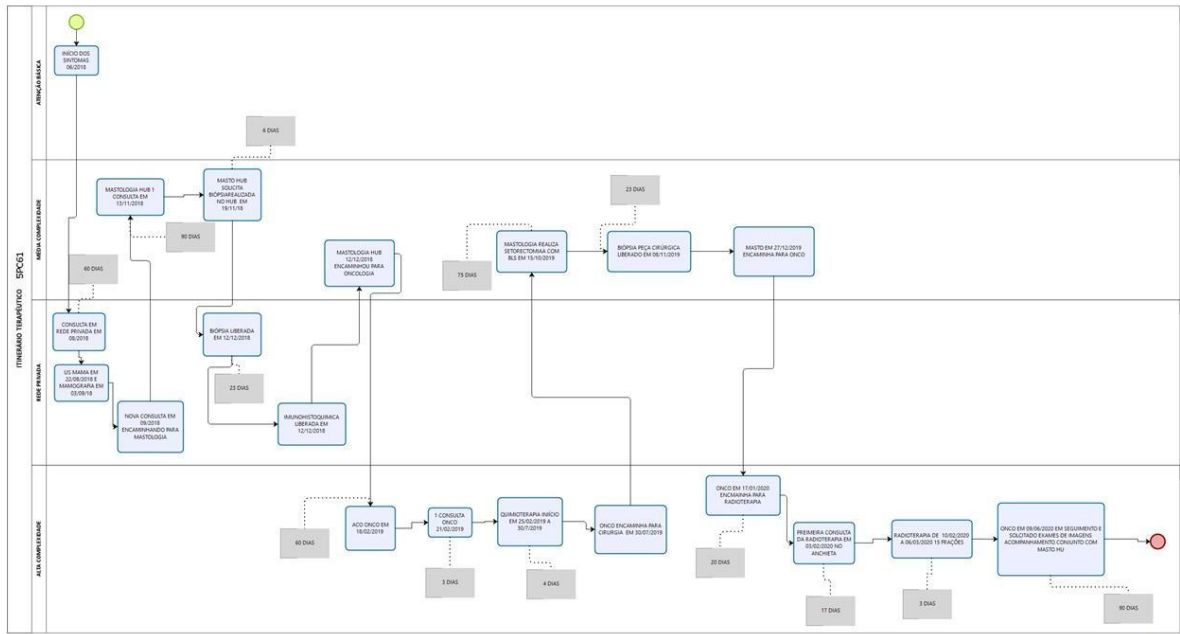 ITINERÁRIO TERAPÊUTICO SPC61
ATENÇÃO BÁSICA
INÍCIO DOS
SINTOMAS
06/2018
6 DIAS
MÉDIA COMPLEXIDADE
MASTOLOGIA HUB 1
CONSULTA EM
13/11/2018
MASTO HUB
SOLICITA
BIÓPSIAREALIZADA
NO HUB EM
19/11/18
90 DIAS
60 DIAS
MASTOLOGIA HUB
12/12/2018
ENCAMINHOU PARA
ONCOLOGIA
75 DIAS
MASTOLOGIA REALIZA
SETORECTOMIAA COM
BLS EM 15/10/2019
23 DIAS
BIÓPSIA PEÇA CIRÚRGICA
LIBERADO EM 08/11/2019
MASTO EM 27/12/2019
ENCAMINHA PARA ONCO
REDE PRIVADA
CONSULTA EM
REDE PRIVADA EM
08/2018
US MAMA EM
22/08/2018 E
MAMOGRAFIA EM
03/09/18
NOVA CONSULTA EM
09/2018
ENCAMINHANDO PARA
MASTOLOGIA
BIÓPSIA LIBERADA
EM 12/12/2018
23 DIAS
IMUNOHISTOQUIMICA
LIBERADA EM
12/12/2018
ALTA COMPLEXIDADE
60 DIAS
ACO ONCO EM
18/02/2019
1 CONSULTA
ONCO
21/02/2019
3 DIAS
QUIMIOTERAPIA INÍCIO
EM 25/02/2019 A
30/7/2019
4 DIAS
ONCO ENCAMINHA PARA
CIRURGIA EM 30/07/2019
ONCO EM 17/01/2020
ENCMAINHA PARA
RADIOTERAPIA
20 DIAS
PREIMEIRA CONSULTA
DA RADIOTERAPIA EM
03/02/2020 NO
ANCHIETA
17 DIAS
RADIOTERAPIA DE 10/02/2020
A 06/03/2020 15 FRAÇÕES
3 DIAS
ONCO EM 09/06/2020 EM SEGUIMENTO E
SOLICITADO EXAMES DE IMAGENS
ACOMPANHAMENTO CONJUNTO COM
MASTO HU
90 DIAS